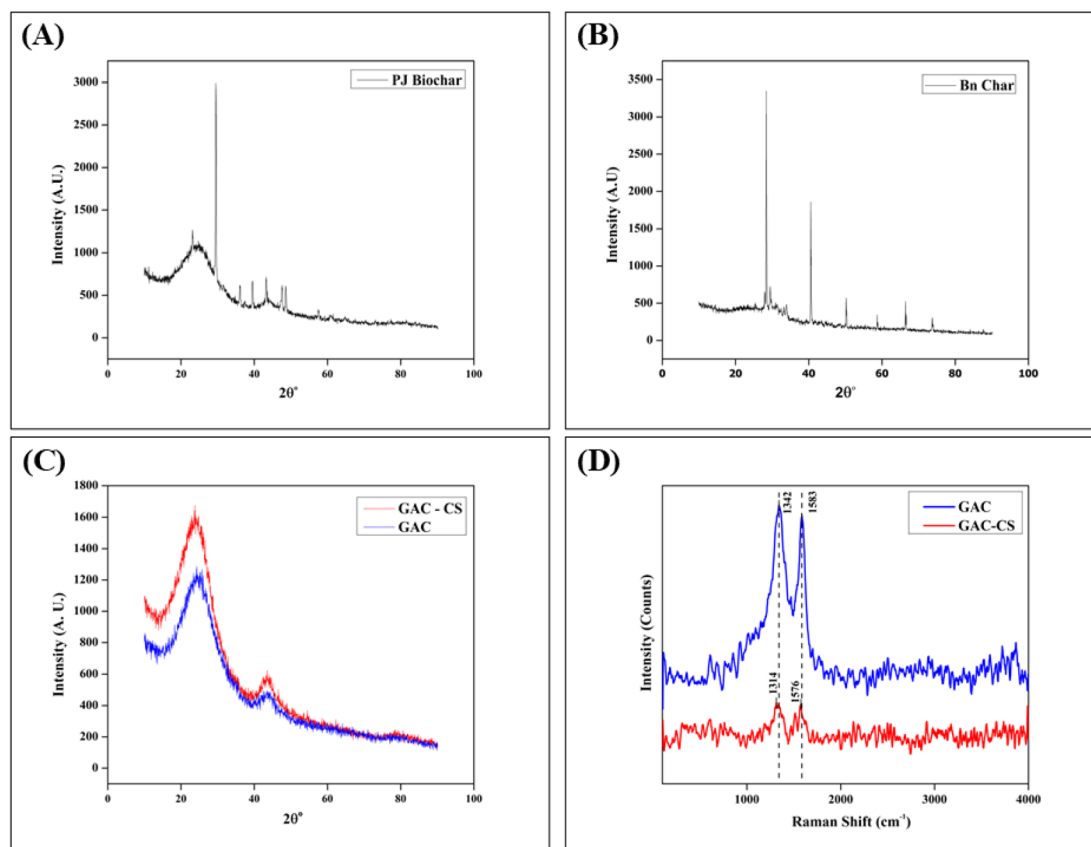 (A)
PJ Biochar
3000
2500
2000
1500
1000
500
0
Intensity (A.U.)
0 20 40 60 80 100
2θ°
(B)
Bn Char
3500
3000
2500
2000
1500
1000
500
0
Intensity (A.U)
0 20 40 60 80 100
2θ°
(C)
GAC - CS
GAC
1800
1600
1400
1200
1000
800
600
400
200
0
Intensity (A. U.)
0 20 40 60 80 100
2θ°
(D)
GAC
GAC-CS
1342
1583
1314
1576
Intensity (Counts)
1000 2000 3000 4000
Raman Shift (cm⁻¹)